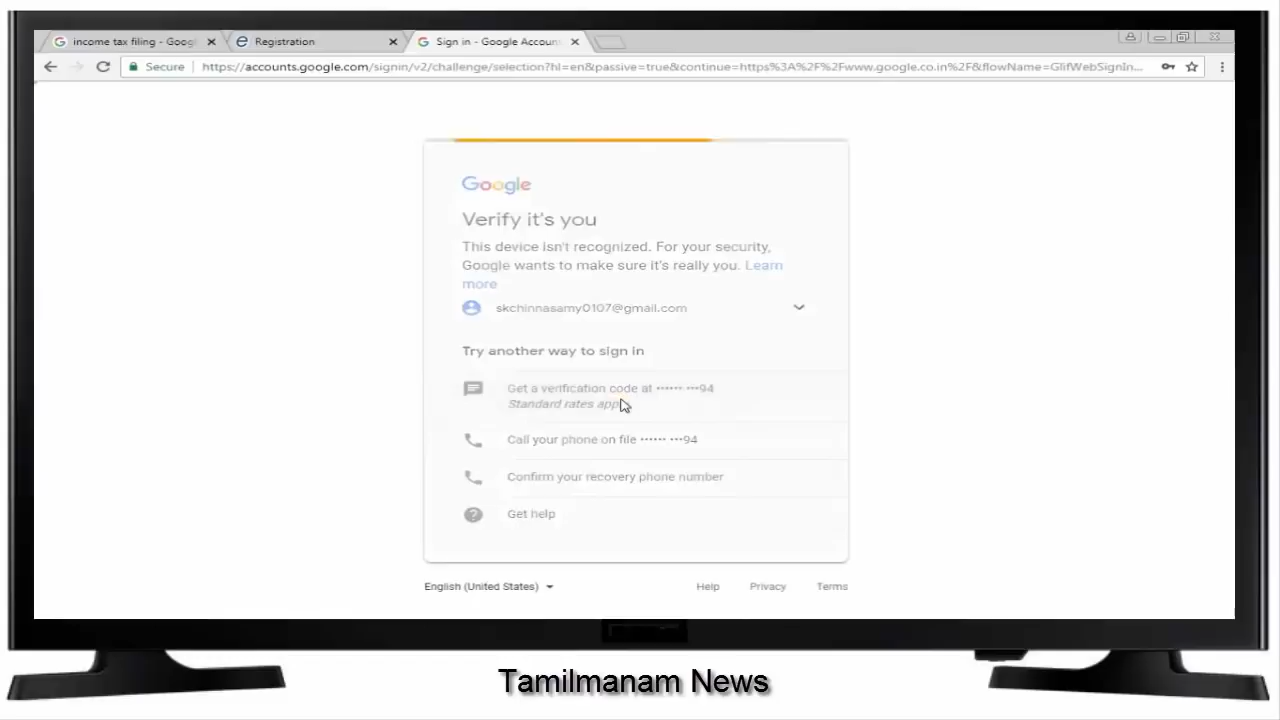 income tax filing - Googl
Registration
Sign in - Google Accoun
Secure
https://accounts.google.com/signin/v2/challenge/selection?hl=en&passive=true&continue=https%3A%2F%2Fwww.google.co.in%2F&flowName=GlifWebSignIn...
Google
Verify it's you
This device isn't recognized. For your security,
Google wants to make sure it's really you. Learn
more
skchinnasamy0107@gmail.com
Try another way to sign in
Get a verification code at •••••• •••94
Standard rates app
Call your phone on file •••••• •••94
Confirm your recovery phone number
Get help
English (United States)
Help
Privacy
Terms
Tamilmanam News